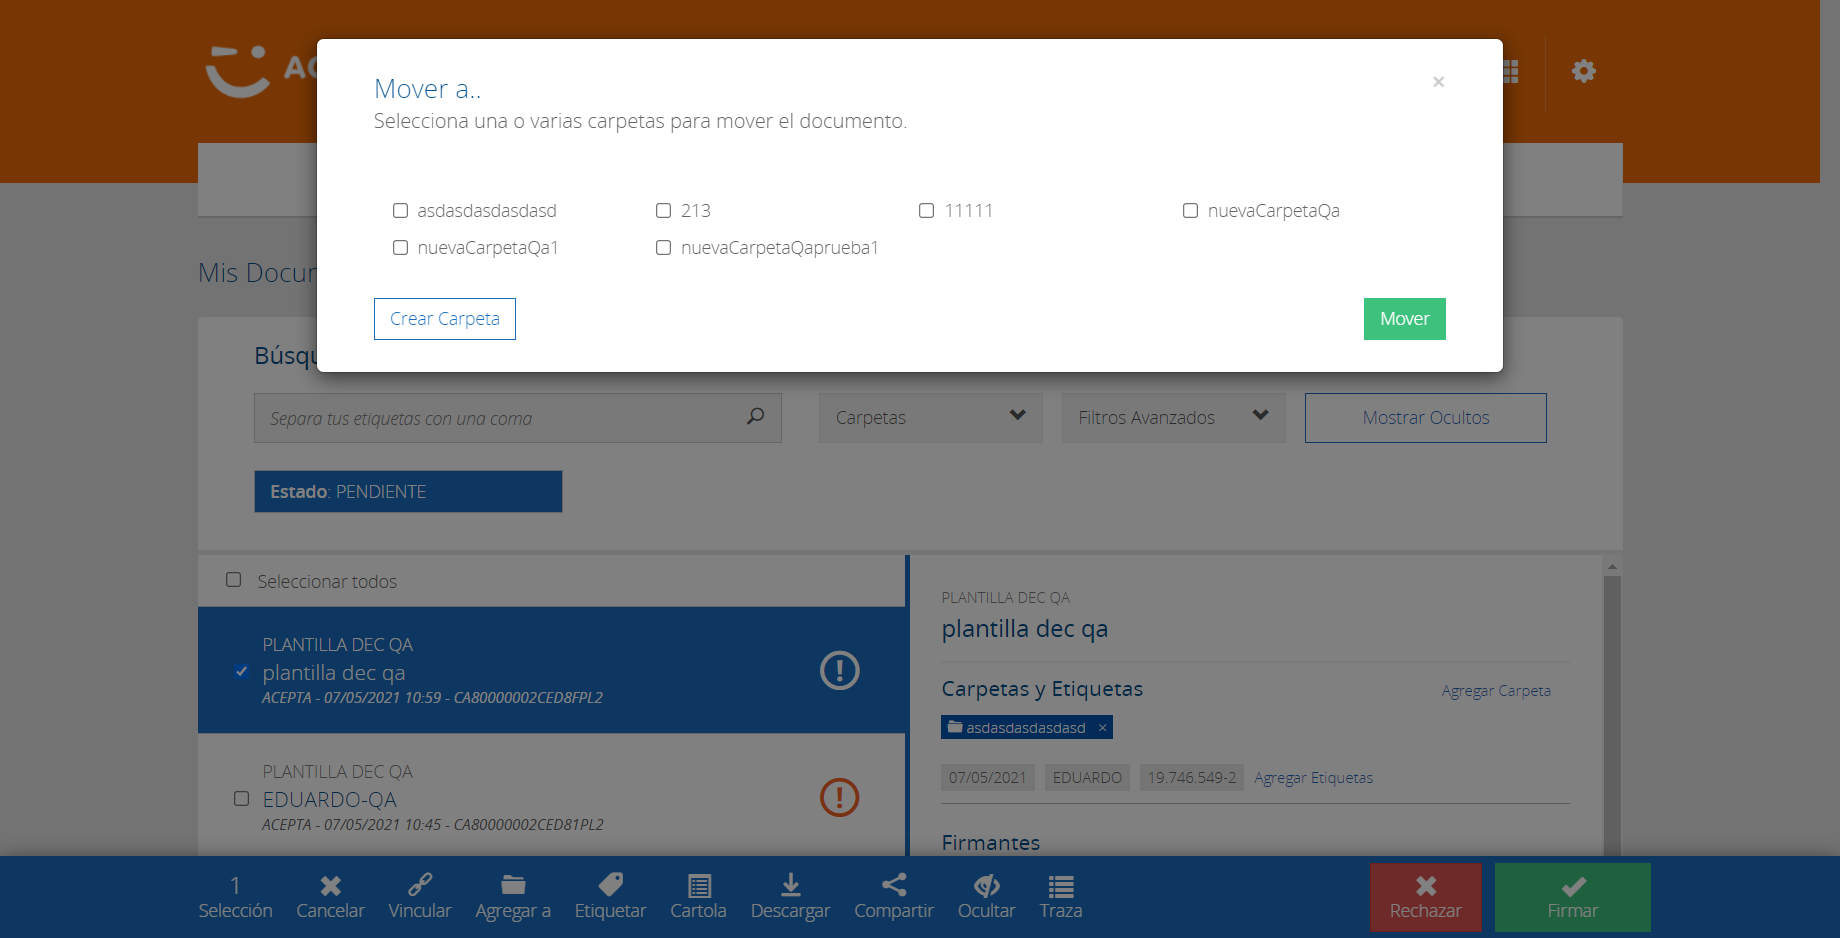 Mover a..
Selecciona una o varias carpetas para mover el documento.
asdasdasdasdasd 213 11111 nuevaCarpetaQa
nuevaCarpetaQa1 nuevaCarpetaQaprueba1
Crear Carpeta Mover
Separa tus etiquetas con una coma Carpetas Filtros Avanzados Mostrar Ocultos
Estado: PENDIENTE
Seleccionar todos
PLANTILLA DEC QA
plantilla dec qa
ACEPTA - 07/05/2021 10:59 - CA80000002CED8FPL2
PLANTILLA DEC QA
EDUARDO-QA
ACEPTA - 07/05/2021 10:45 - CA80000002CED81PL2
PLANTILLA DEC QA
plantilla dec qa
Carpetas y Etiquetas Agregar Carpeta
asdasdasdasdasd ×
07/05/2021 EDUARDO 19.746.549-2 Agregar Etiquetas
Firmantes
1
Selección Cancelar Vincular Agregar a Etiquetar Cartola Descargar Compartir Ocultar Traza Rechazar Firmar